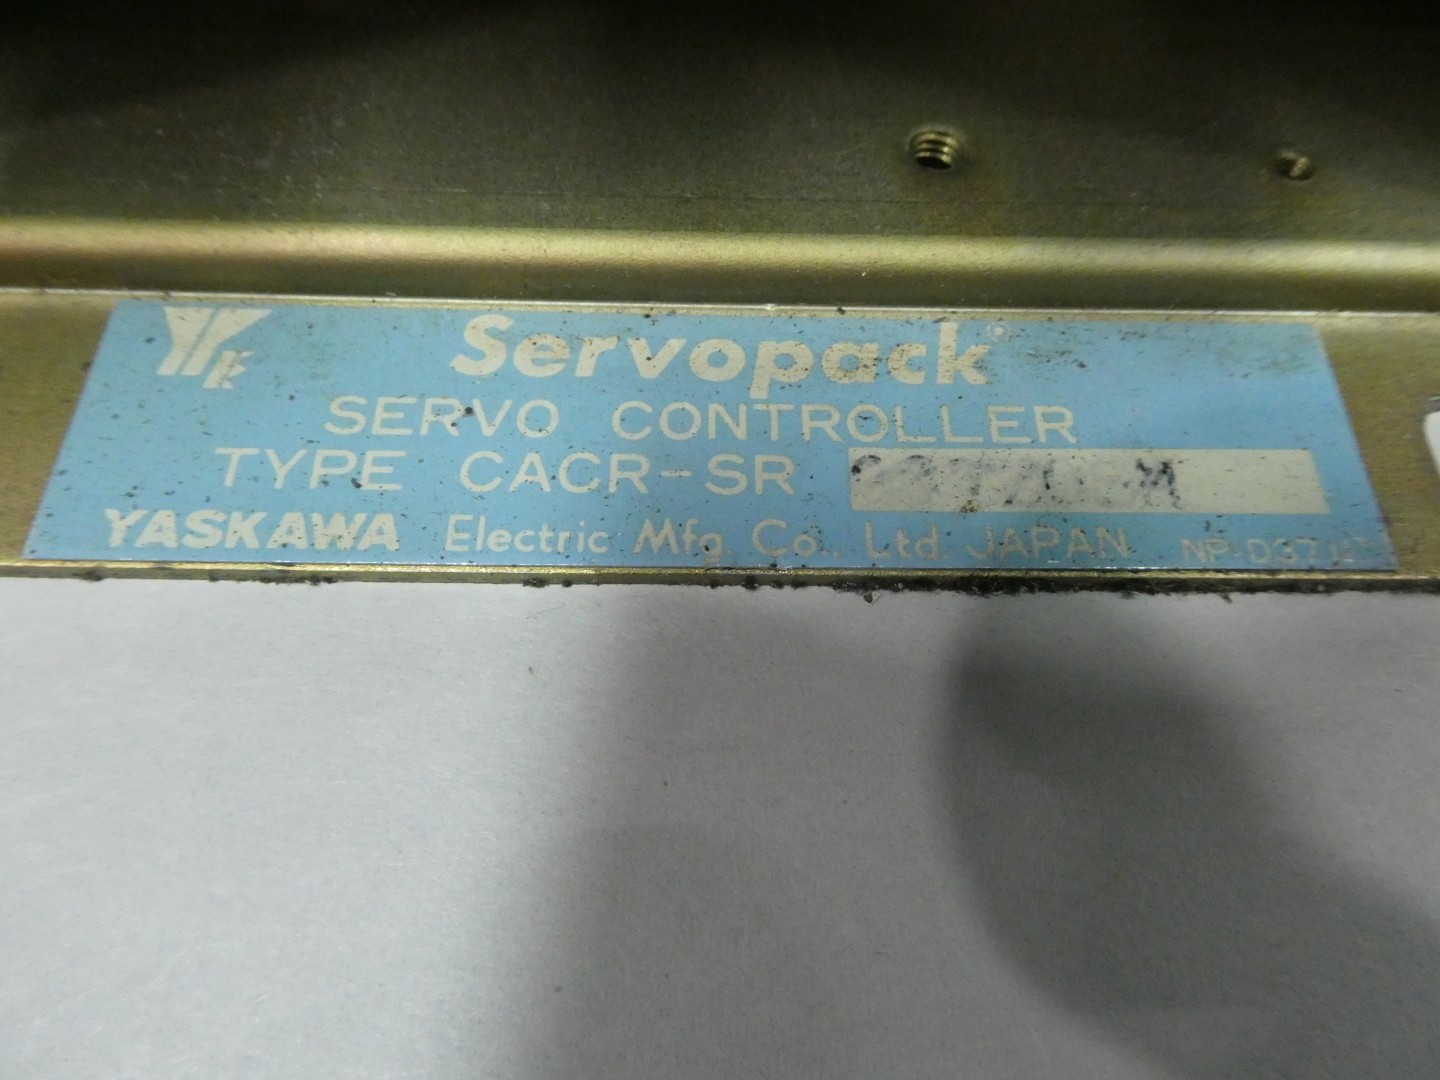 Servopack®
SERVO CONTROLLER
TYPE CACR-SR
YASKAWA Electric Mfg. Co., Ltd. JAPAN